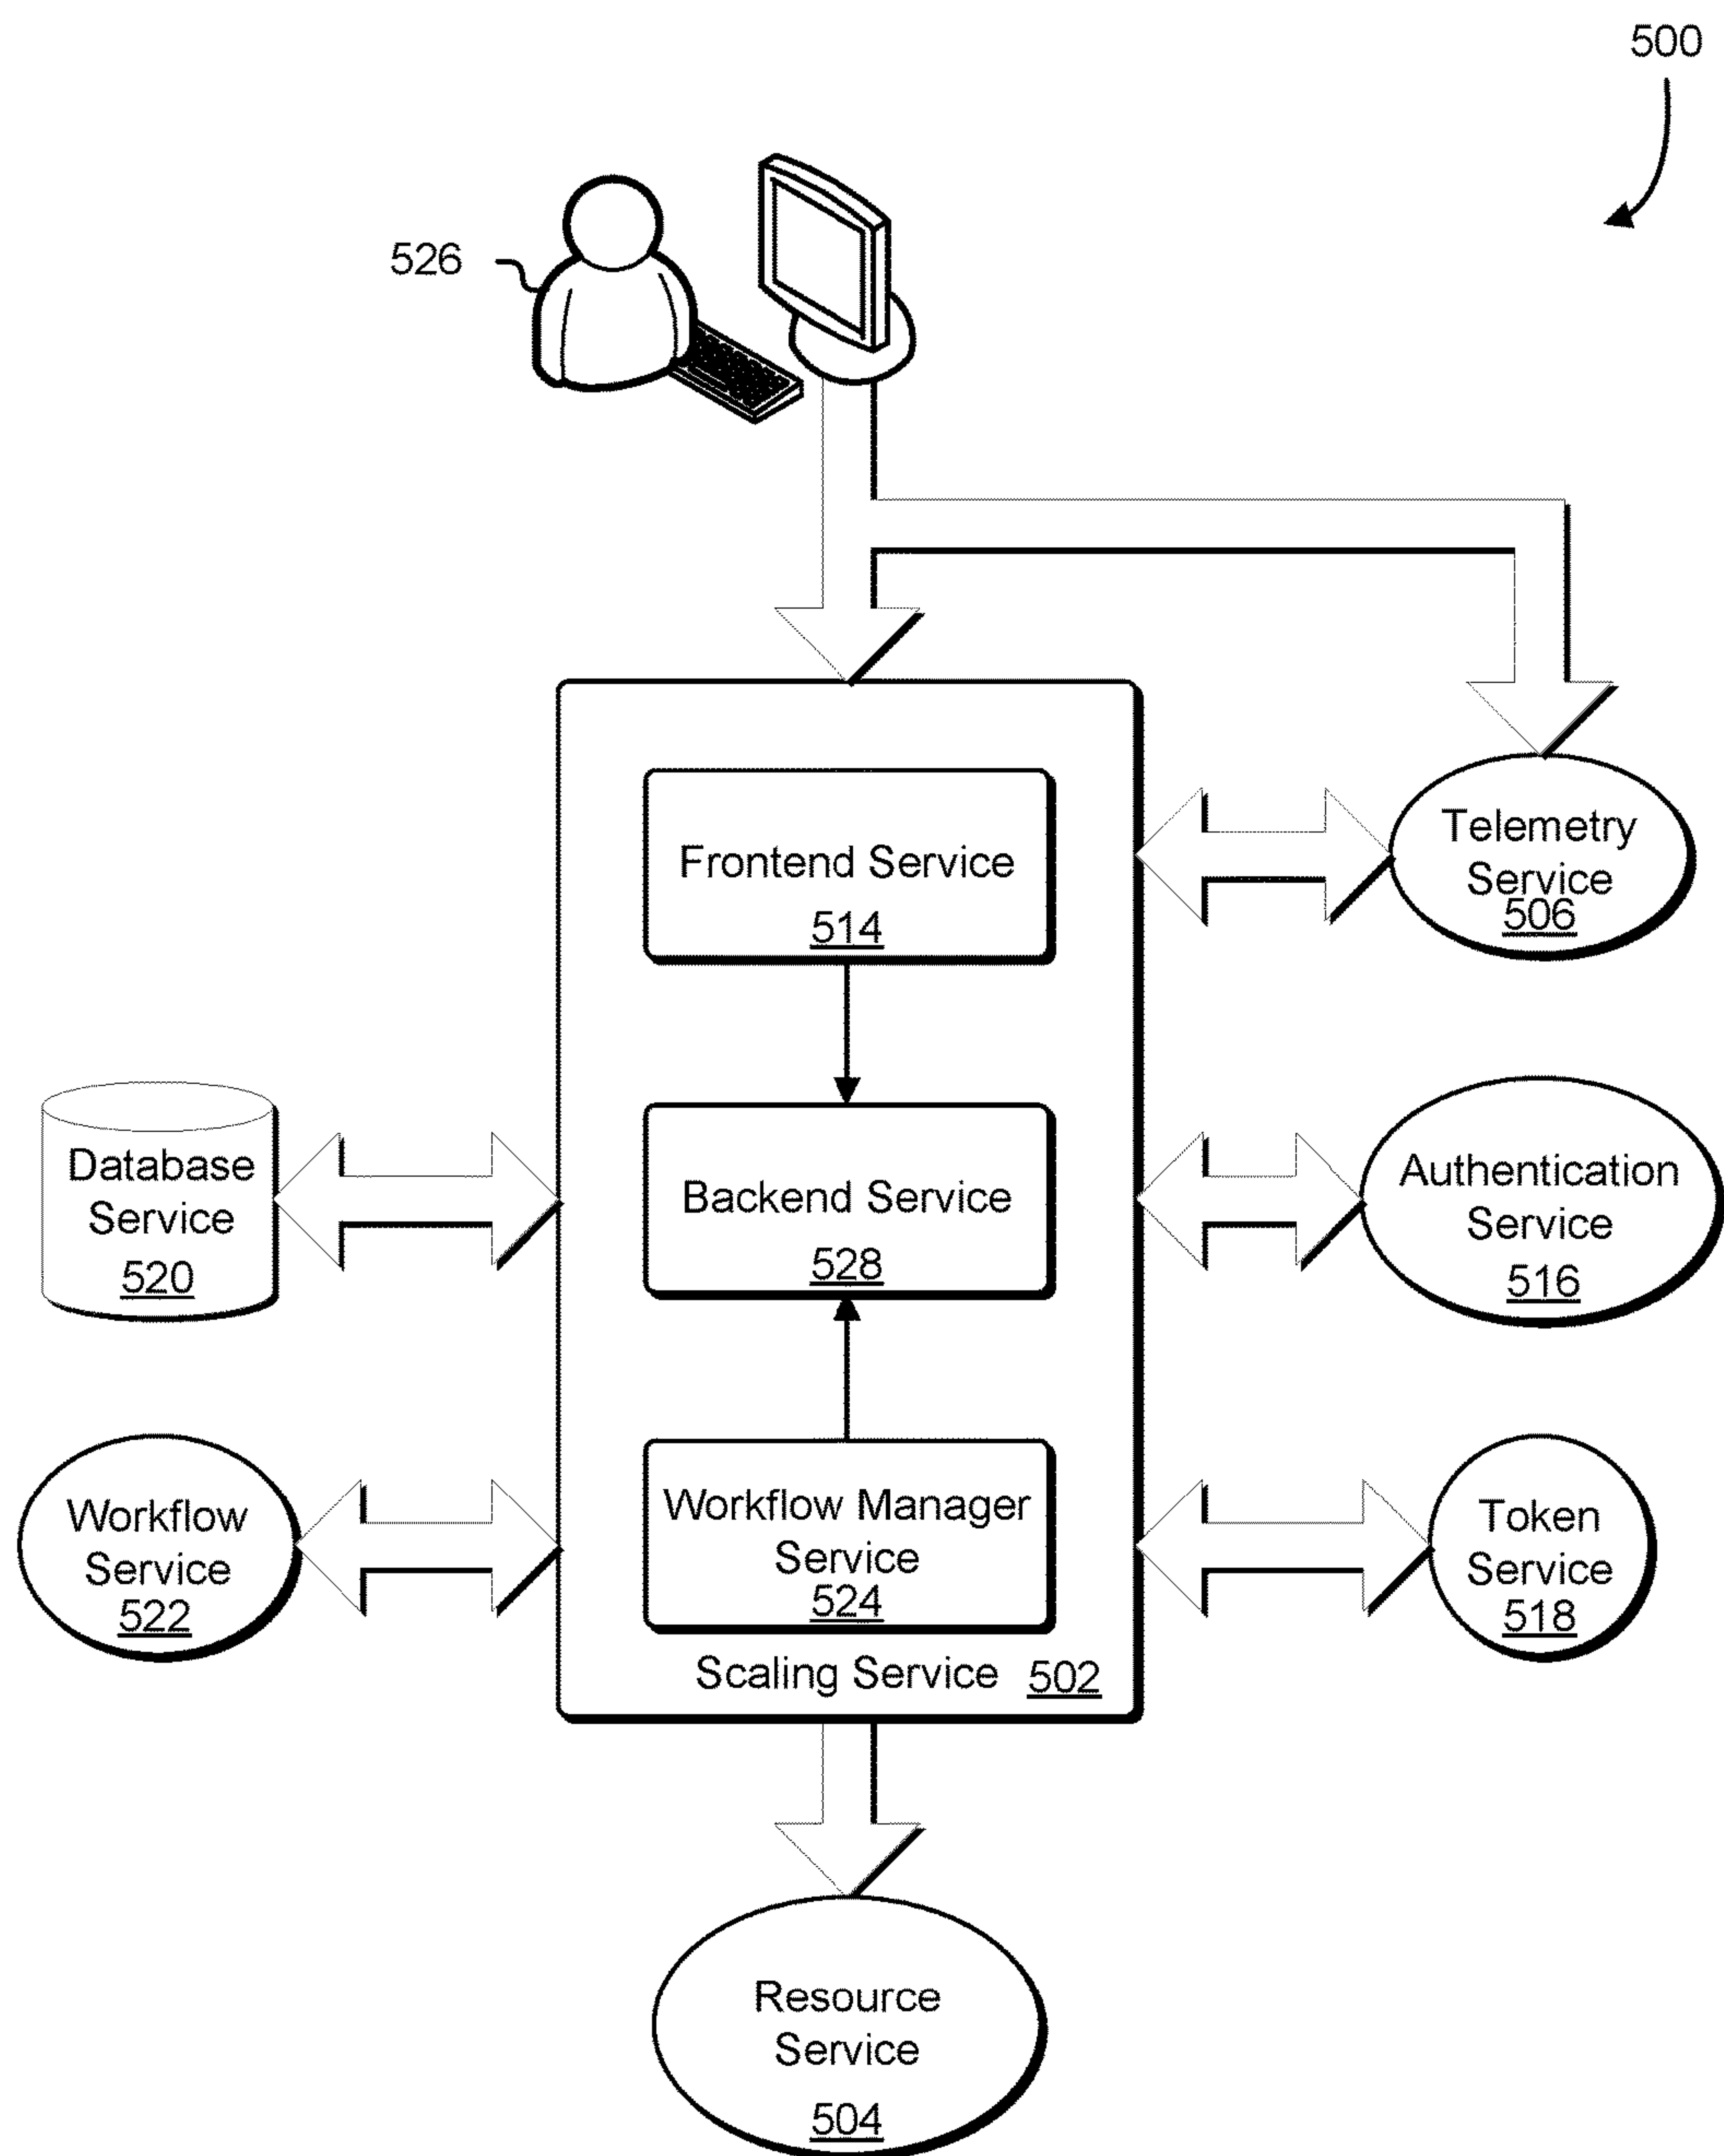 500
526
Frontend Service
514
Telemetry
Service
506
Database
Service
520
Backend Service
528
Authentication
Service
516
Workflow
Service
522
Workflow Manager
Service
524
Token
Service
518
Scaling Service 502
Resource
Service
504